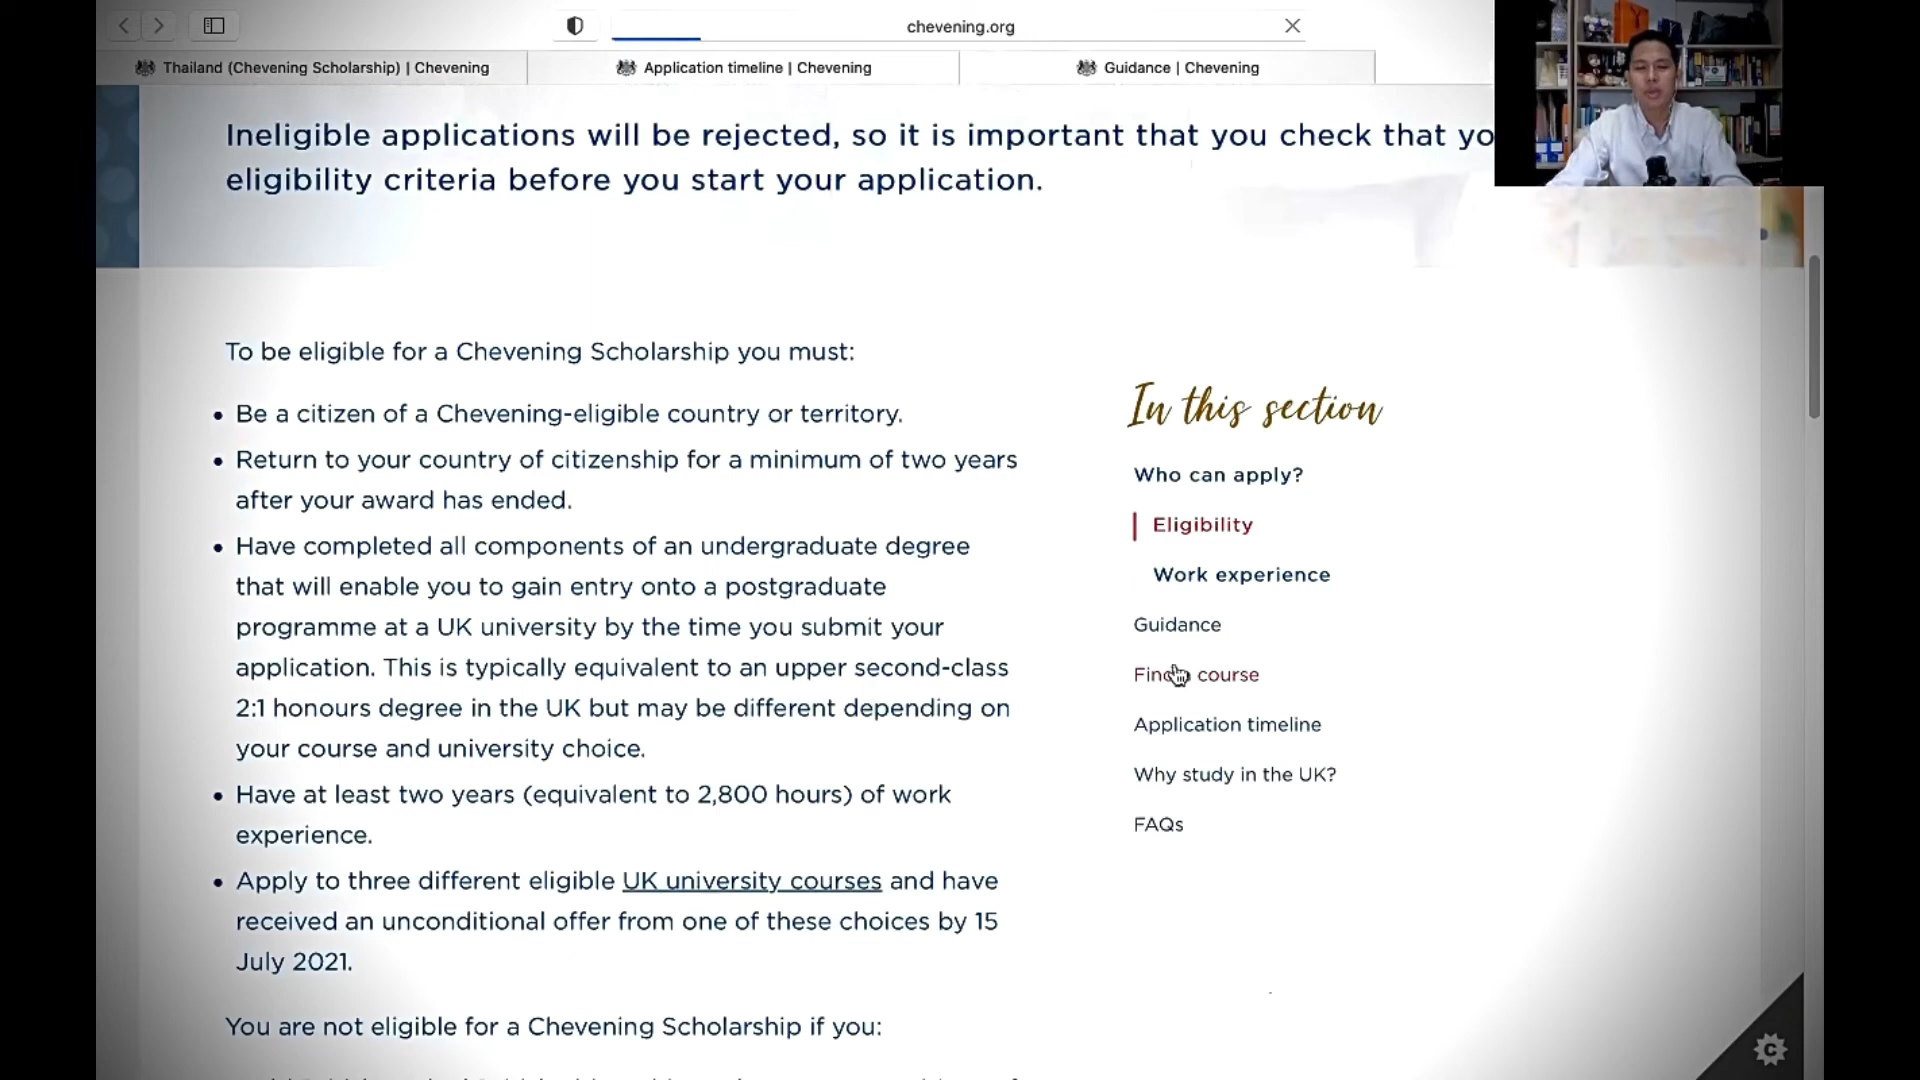 chevening.org
Thailand (Chevening Scholarship) | Chevening
Application timeline | Chevening
Guidance | Chevening
Ineligible applications will be rejected, so it is important that you check that yo
eligibility criteria before you start your application.
To be eligible for a Chevening Scholarship you must:
• Be a citizen of a Chevening-eligible country or territory.
• Return to your country of citizenship for a minimum of two years
after your award has ended.
• Have completed all components of an undergraduate degree
that will enable you to gain entry onto a postgraduate
programme at a UK university by the time you submit your
application. This is typically equivalent to an upper second-class
2:1 honours degree in the UK but may be different depending on
your course and university choice.
• Have at least two years (equivalent to 2,800 hours) of work
experience.
• Apply to three different eligible UK university courses and have
received an unconditional offer from one of these choices by 15
July 2021.
You are not eligible for a Chevening Scholarship if you:
In this section
Who can apply?
Eligibility
Work experience
Guidance
Find a course
Application timeline
Why study in the UK?
FAQs